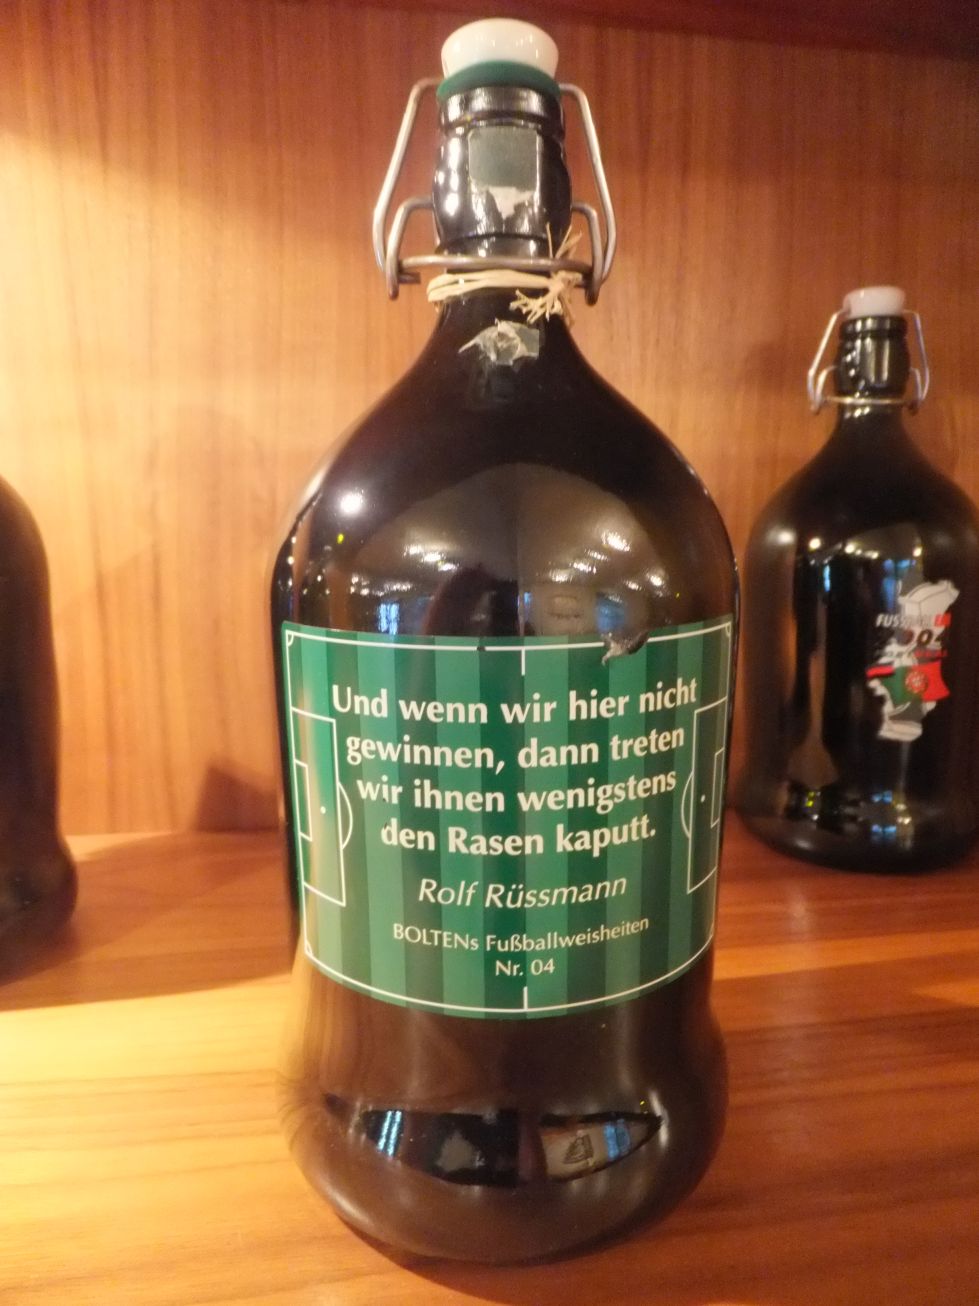 Und wenn wir hier nicht
gewinnen, dann treten
wir ihnen wenigstens
den Rasen kaputt.
Rolf Rüssmann
BOLTENs Fußballweisheiten
Nr. 04
2004